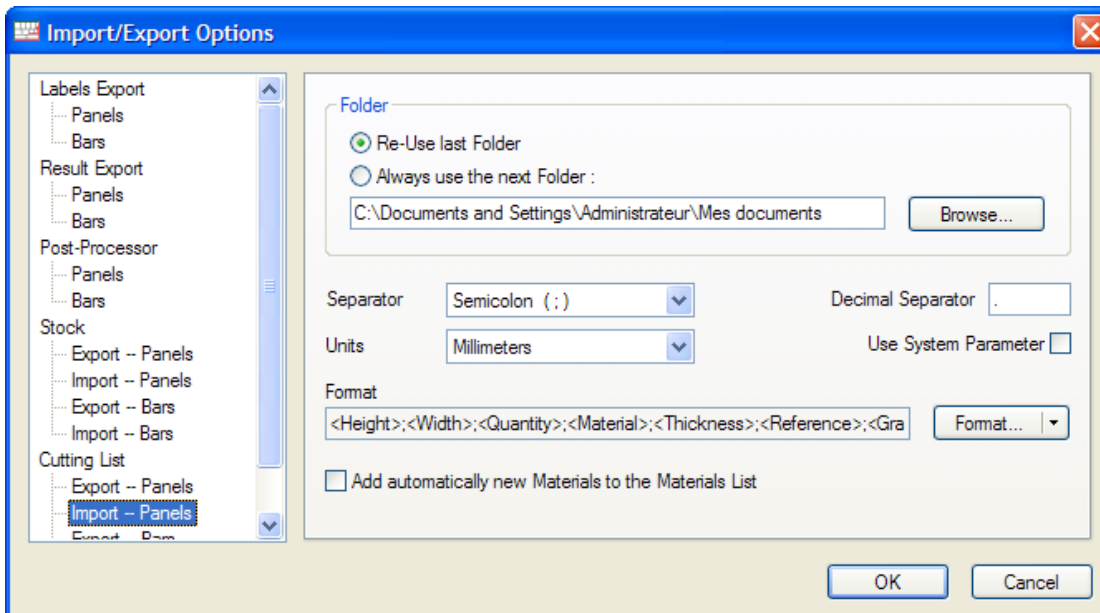 Import/Export Options
Labels Export
Panels
Bars
Result Export
Panels
Bars
Post-Processor
Panels
Bars
Stock
Export -- Panels
Import -- Panels
Export -- Bars
Import -- Bars
Cutting List
Export -- Panels
Import -- Panels
Folder
Re-Use last Folder
Always use the next Folder :
C:\Documents and Settings\Administrateur\Mes documents
Browse...
Separator
Semicolon ( ; )
Decimal Separator
.
Units
Millimeters
Use System Parameter
Format
<Height>;<Width>;<Quantity>;<Material>;<Thickness>;<Reference>;<Gra
Format...
Add automatically new Materials to the Materials List
OK
Cancel